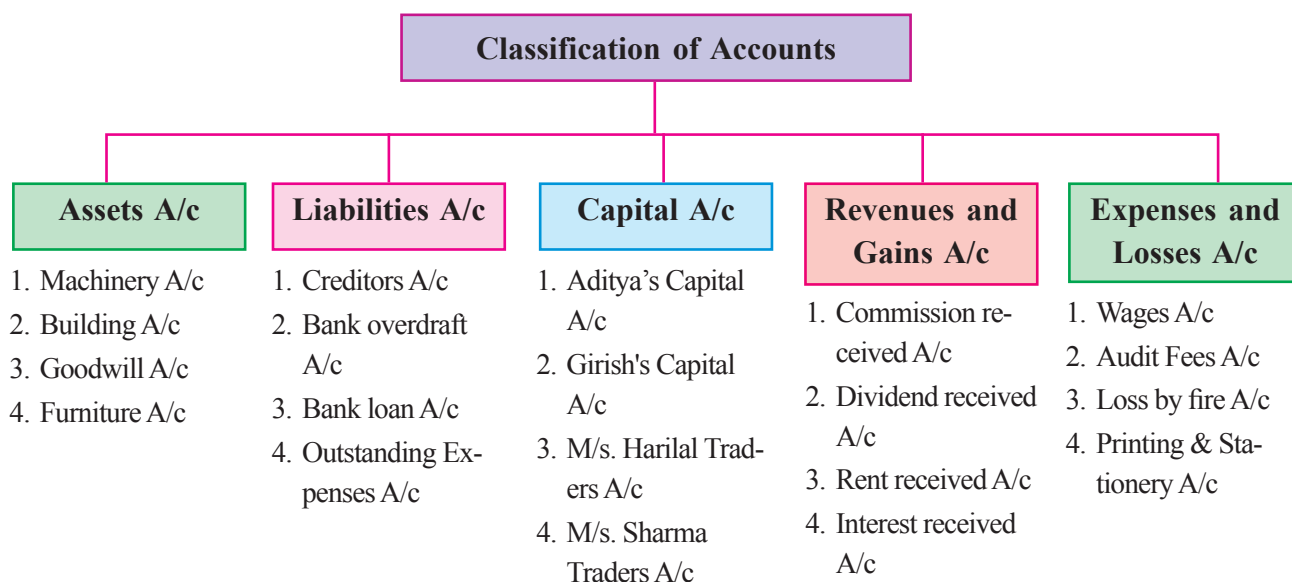 Classification of Accounts
Assets A/c
1. Machinery A/c
2. Building A/c
3. Goodwill A/c
4. Furniture A/c
Liabilities A/c
1. Creditors A/c
2. Bank overdraft
A/c
3. Bank loan A/c
4. Outstanding Ex-
penses A/c
Capital A/c
1. Aditya’s Capital
A/c
2. Girish's Capital
A/c
3. M/s. Harilal Trad-
ers A/c
4. M/s. Sharma
Traders A/c
Revenues and
Gains A/c
1. Commission re-
ceived A/c
2. Dividend received
A/c
3. Rent received A/c
4. Interest received
A/c
Expenses and
Losses A/c
1. Wages A/c
2. Audit Fees A/c
3. Loss by fire A/c
4. Printing & Sta-
tionery A/c